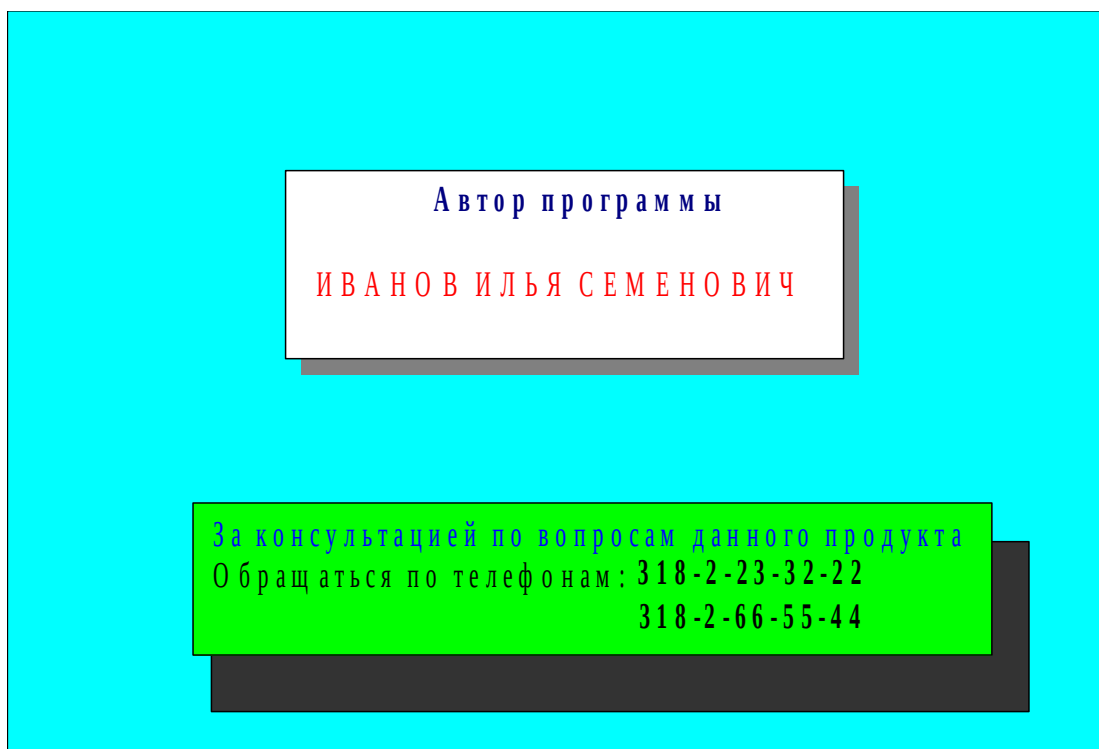 Автор программы
ИВАНОВ ИЛЬЯ СЕМЕНОВИЧ
За консультацией по вопросам данного продукта
Обращаться по телефонам: 318-2-23-32-22
318-2-66-55-44